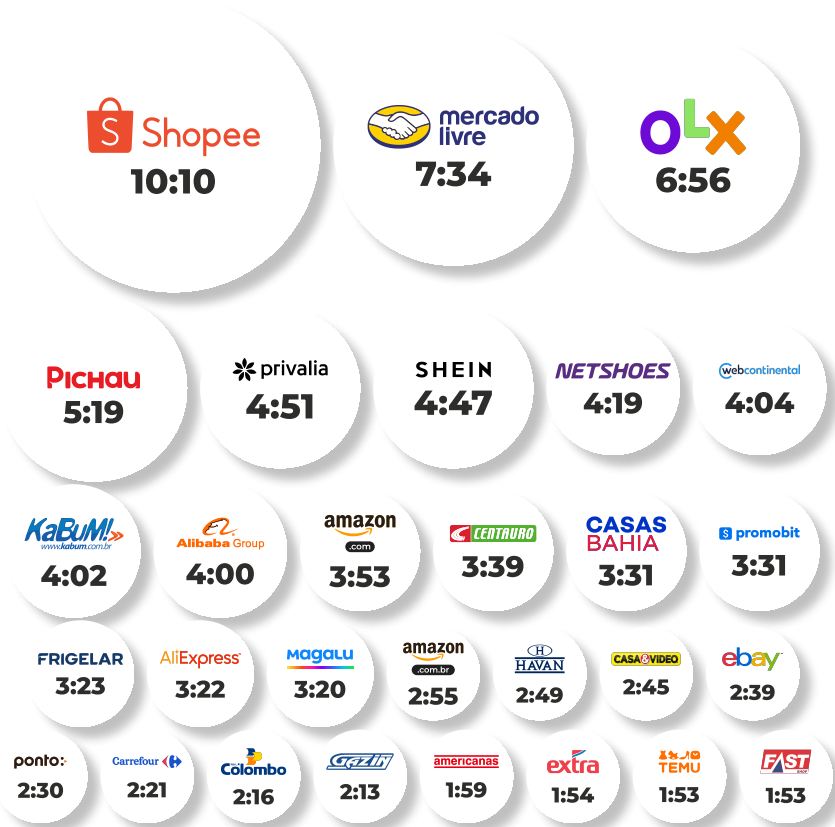 Shopee
10:10
mercado
livre
7:34
OLX
6:56
PICHAU
5:19
privalia
4:51
SHEIN
4:47
NETSHOES
4:19
webcontinental
4:04
KaBuM!
www.kabum.com.br
4:02
Alibaba Group
4:00
amazon
.com
3:53
CENTAURO
3:39
CASAS
BAHIA
3:31
promobit
3:31
FRIGELAR
3:23
AliExpress
3:22
MAGALU
3:20
amazon
.com.br
2:55
H
HAVAN
2:49
CASA&VIDEO
2:45
ebay
2:39
ponto:
2:30
Carrefour
2:21
Colombo
2:16
GAZIN
2:13
americanas
1:59
extra
1:54
TEMU
1:53
FAST
SHOP
1:53